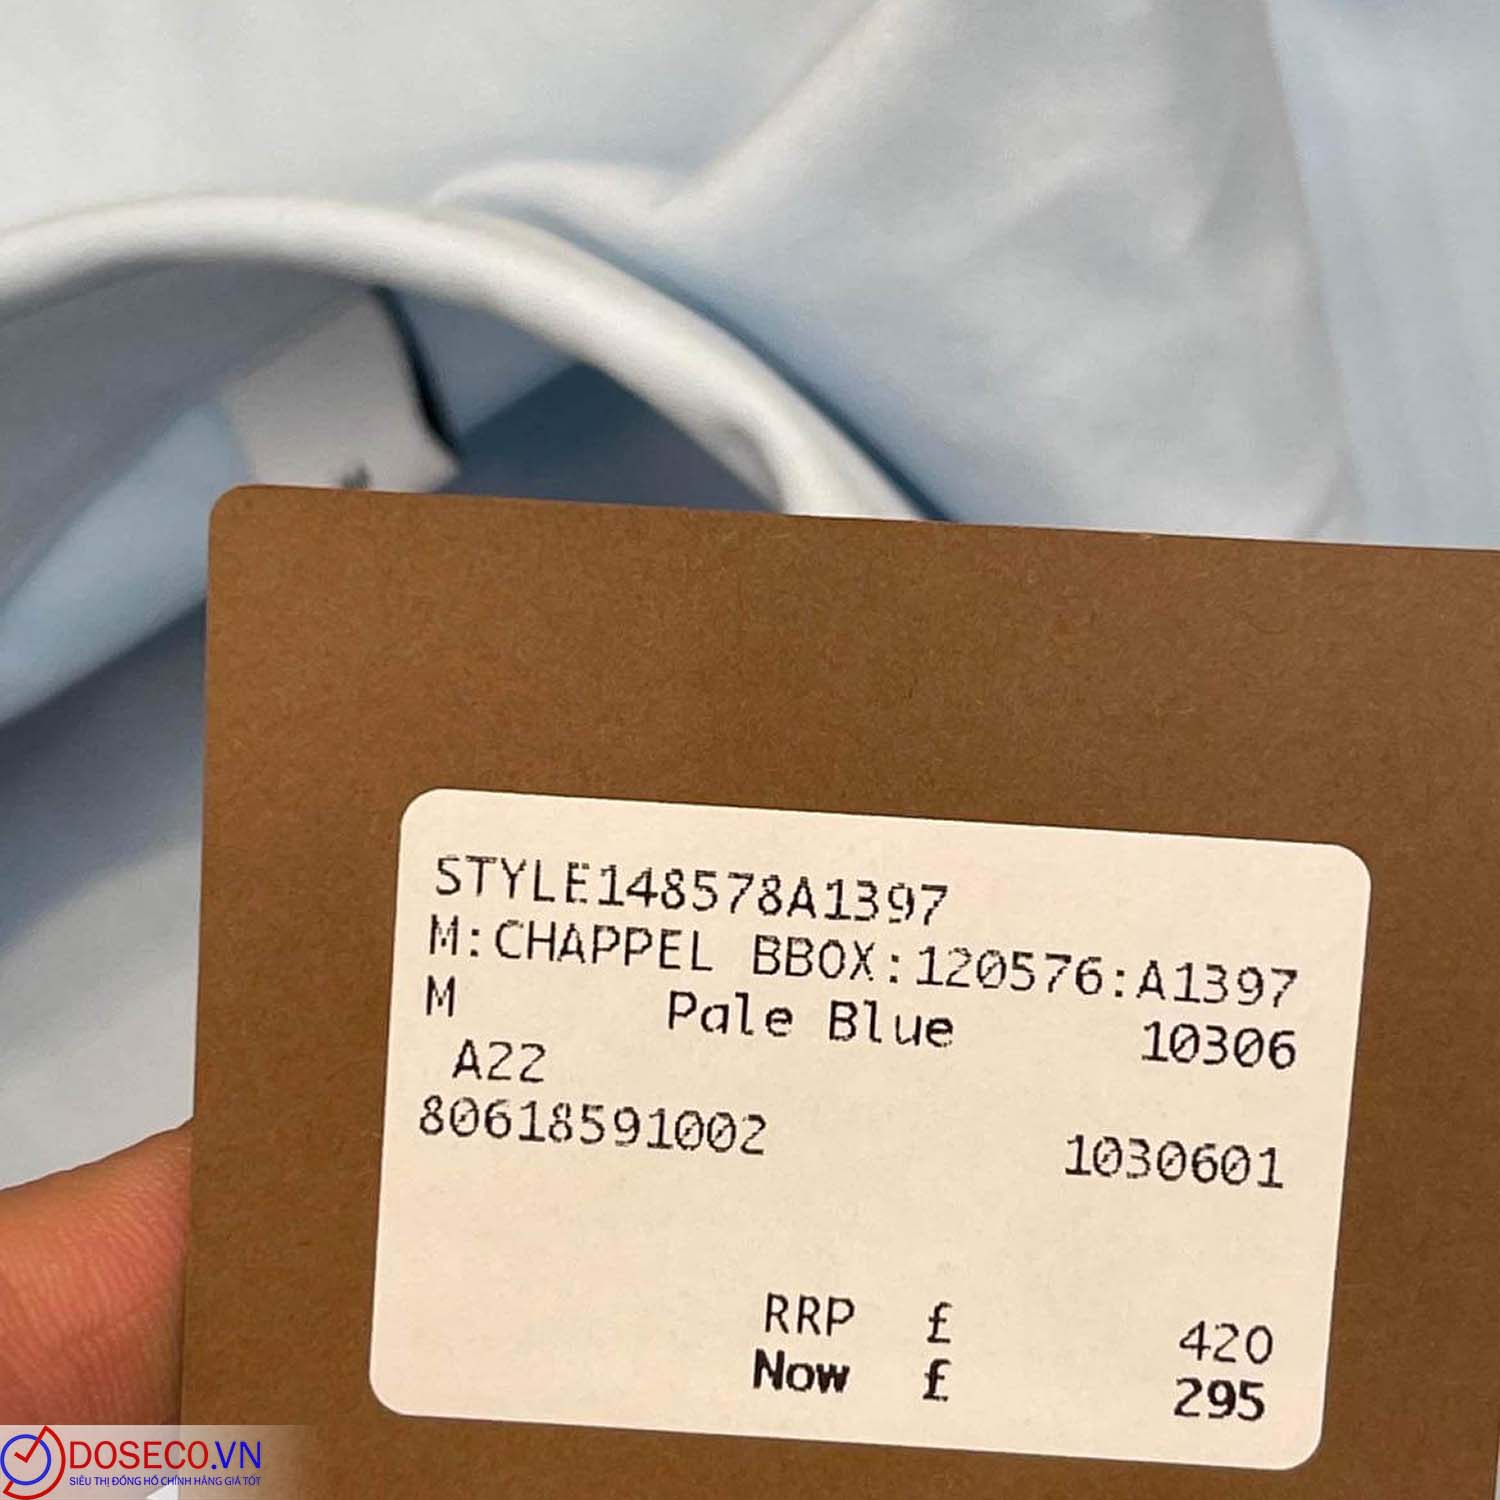 STYLE148578A1397
M:CHAPPEL BBOX:120576:A1397
M Pale Blue 10306
A22
80618591002 1030601
RRP £ 420
Now £ 295
DOSECO.VN
SIÊU THỊ ĐỒNG HỒ CHÍNH HÃNG GIÁ TỐT